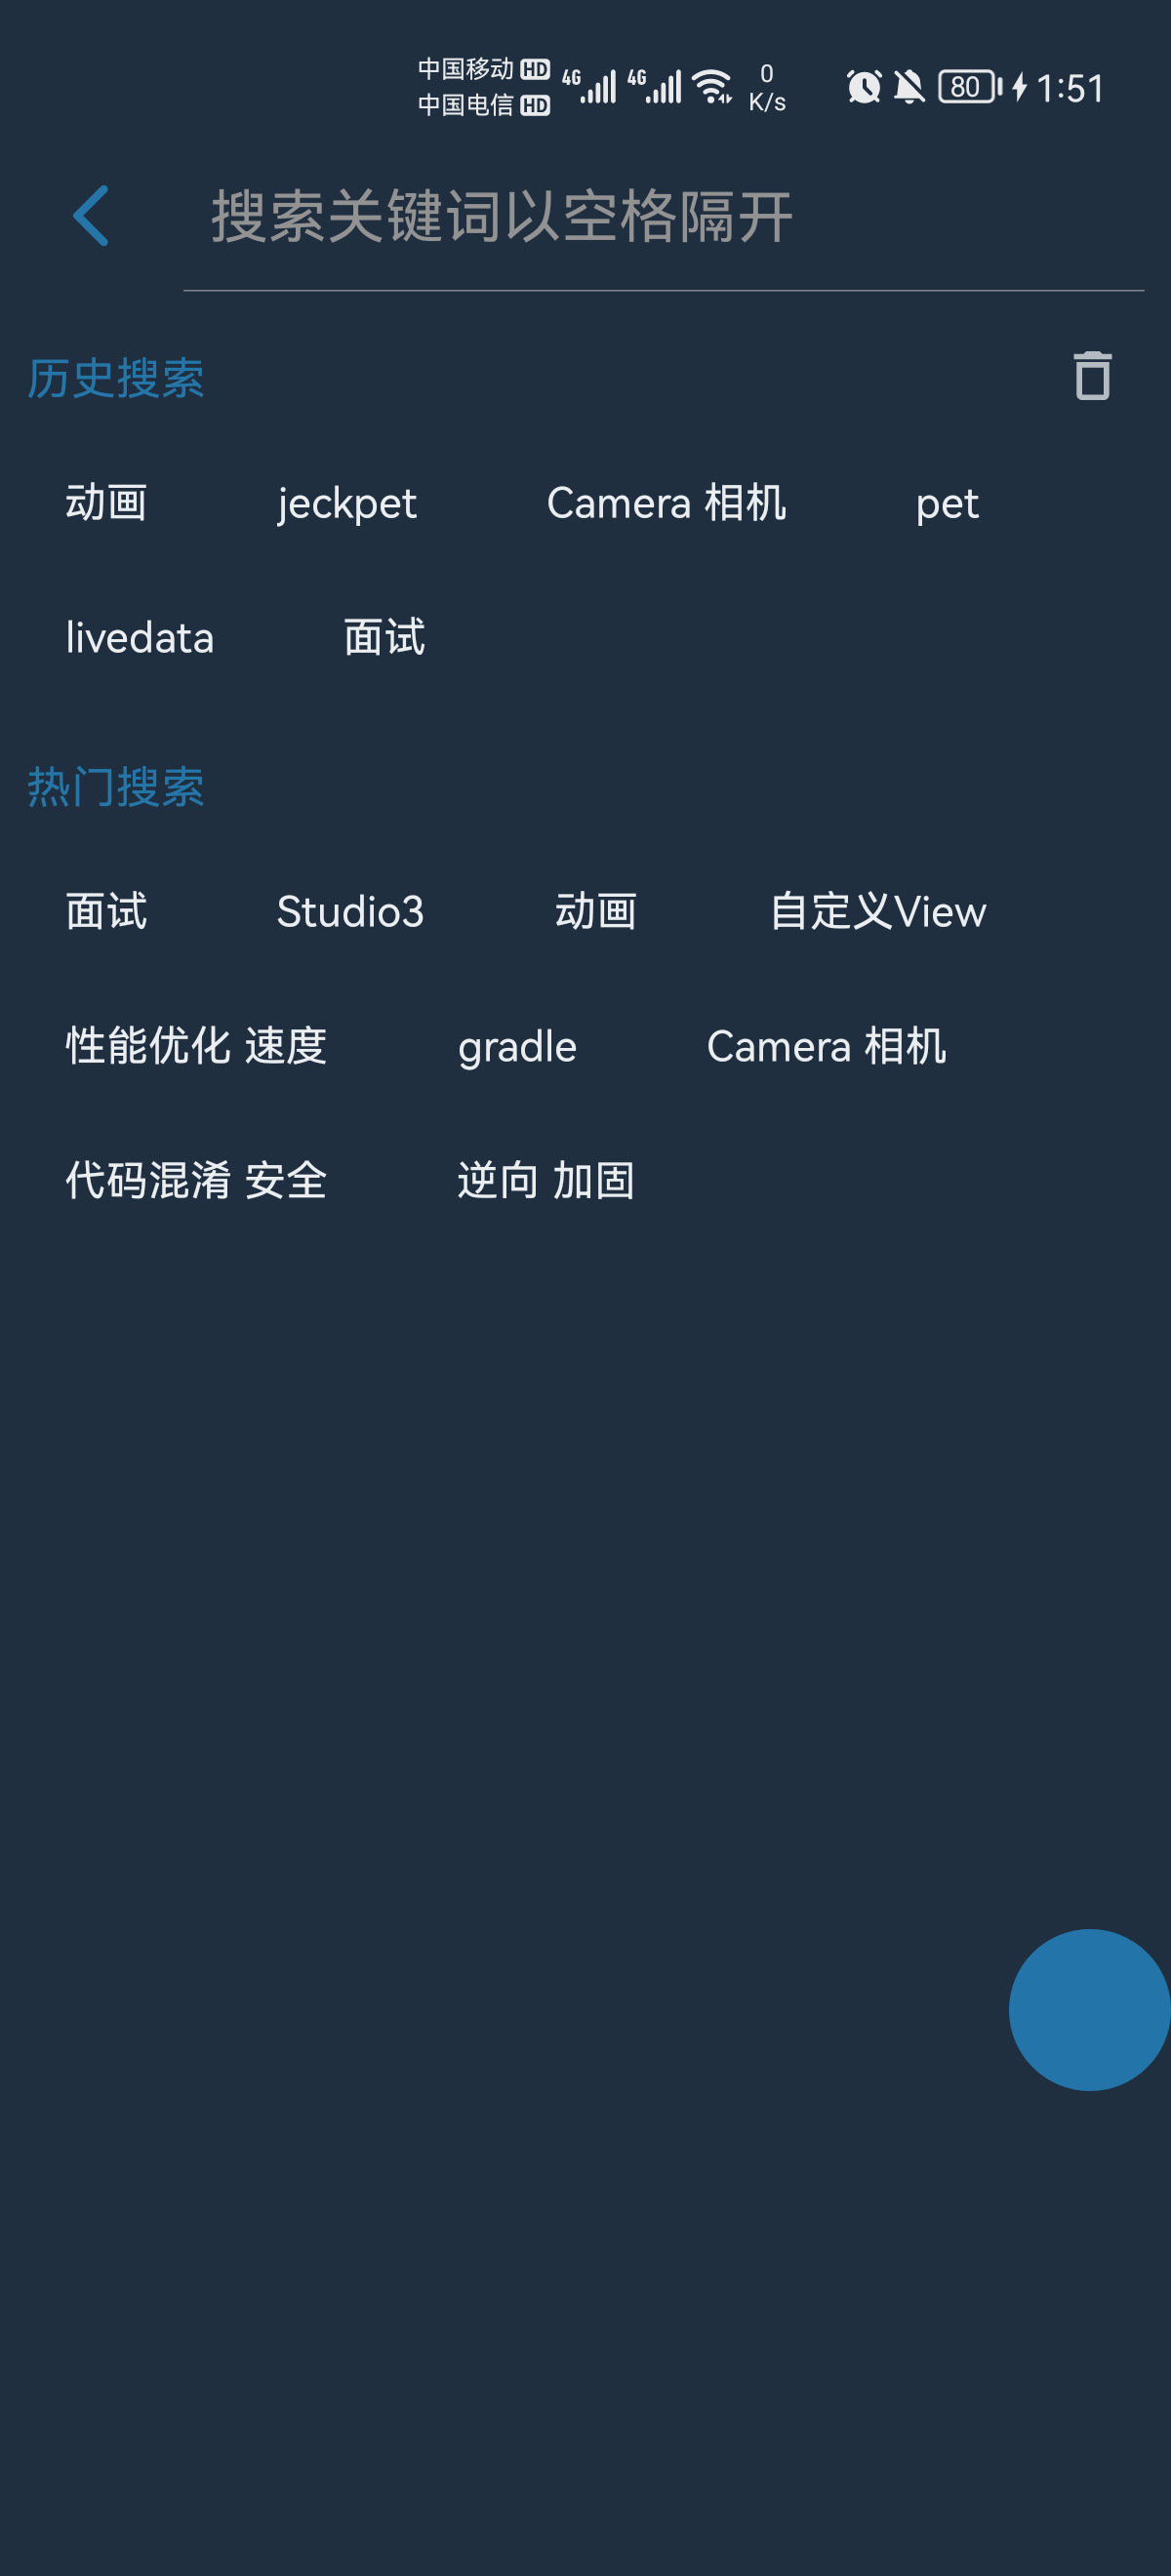 中国移动 HD 4G 4G 0
中国电信 HD K/s 80 1:51
搜索关键词以空格隔开
历史搜索
动画 jeckpet Camera 相机 pet
livedata 面试
热门搜索
面试 Studio3 动画 自定义View
性能优化 速度 gradle Camera 相机
代码混淆 安全 逆向 加固